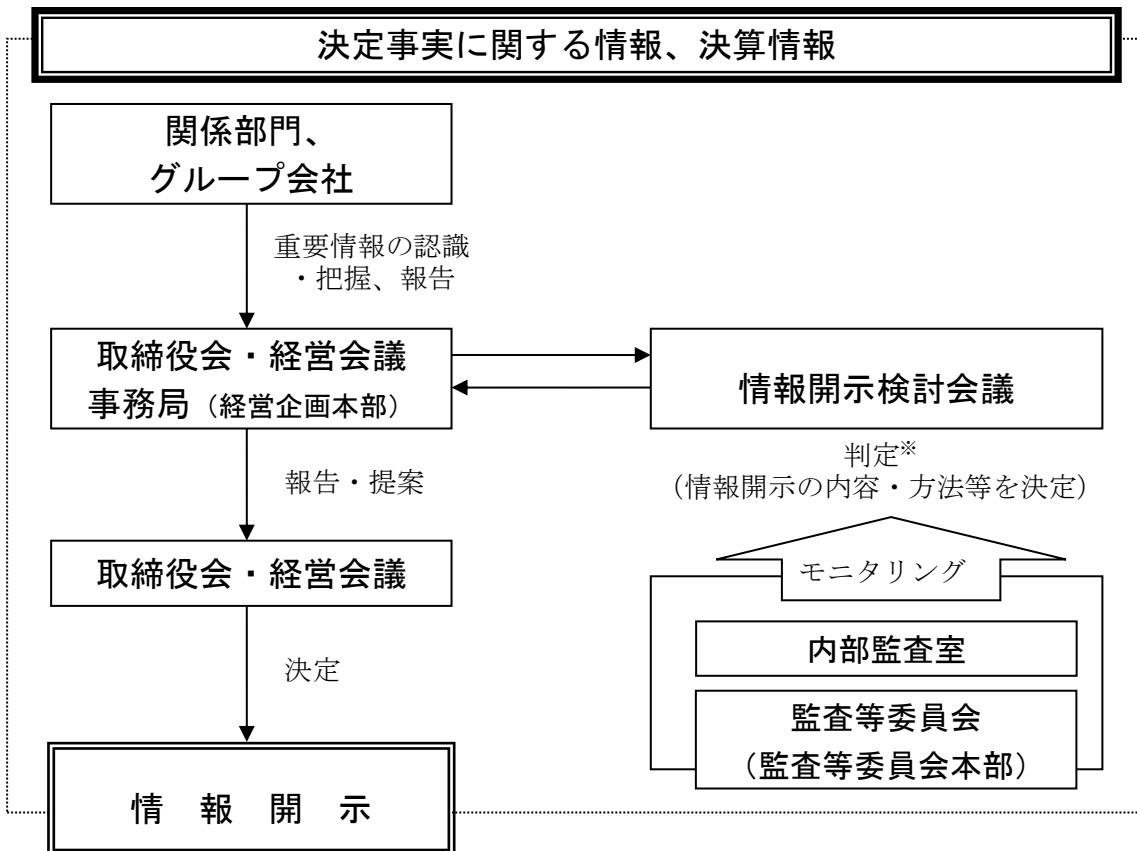 決定事実に関する情報、決算情報
関係部門、
グループ会社
重要情報の認識
・把握、報告
取締役会・経営会議
事務局（経営企画本部）
情報開示検討会議
判定※
（情報開示の内容・方法等を決定）
報告・提案
取締役会・経営会議
モニタリング
内部監査室
監査等委員会
（監査等委員会本部）
決定
情　報　開　示